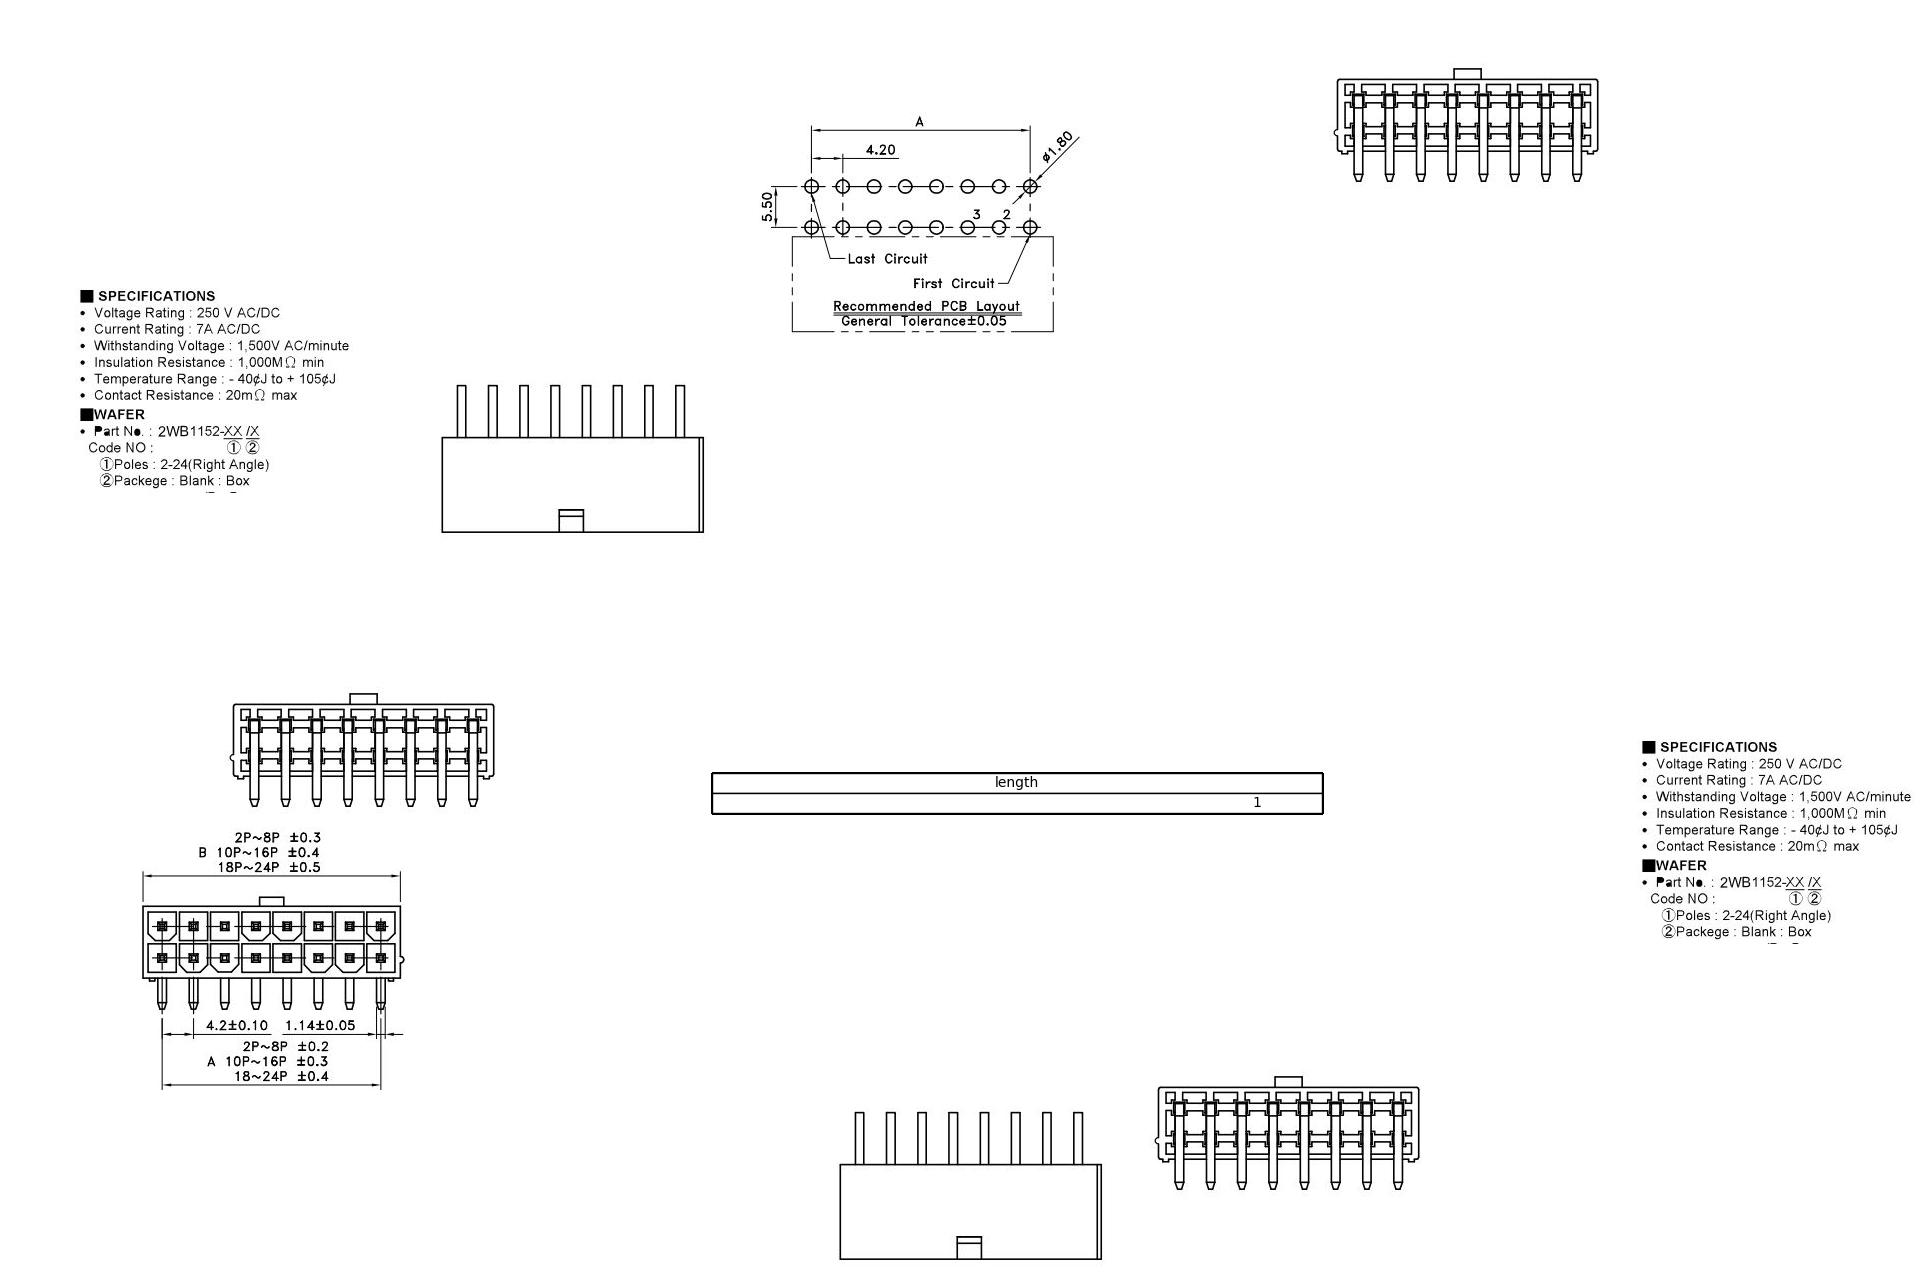 A
4.20
ø1.80
5.50
3 2
Last Circuit
First Circuit
Recommended PCB Layout
General Tolerance±0.05
■ SPECIFICATIONS
• Voltage Rating : 250 V AC/DC
• Current Rating : 7A AC/DC
• Withstanding Voltage : 1,500V AC/minute
• Insulation Resistance : 1,000MΩ min
• Temperature Range : - 40¢J to + 105¢J
• Contact Resistance : 20mΩ max
■WAFER
• Part No. : 2WB1152-XX /X
Code NO : ① ②
①Poles : 2-24(Right Angle)
②Packege : Blank : Box
length
1
■ SPECIFICATIONS
• Voltage Rating : 250 V AC/DC
• Current Rating : 7A AC/DC
• Withstanding Voltage : 1,500V AC/minute
• Insulation Resistance : 1,000MΩ min
• Temperature Range : - 40¢J to + 105¢J
• Contact Resistance : 20mΩ max
■WAFER
• Part No. : 2WB1152-XX /X
Code NO : ① ②
①Poles : 2-24(Right Angle)
②Packege : Blank : Box
2P~8P ±0.3
B 10P~16P ±0.4
18P~24P ±0.5
4.2±0.10 1.14±0.05
2P~8P ±0.2
A 10P~16P ±0.3
18~24P ±0.4